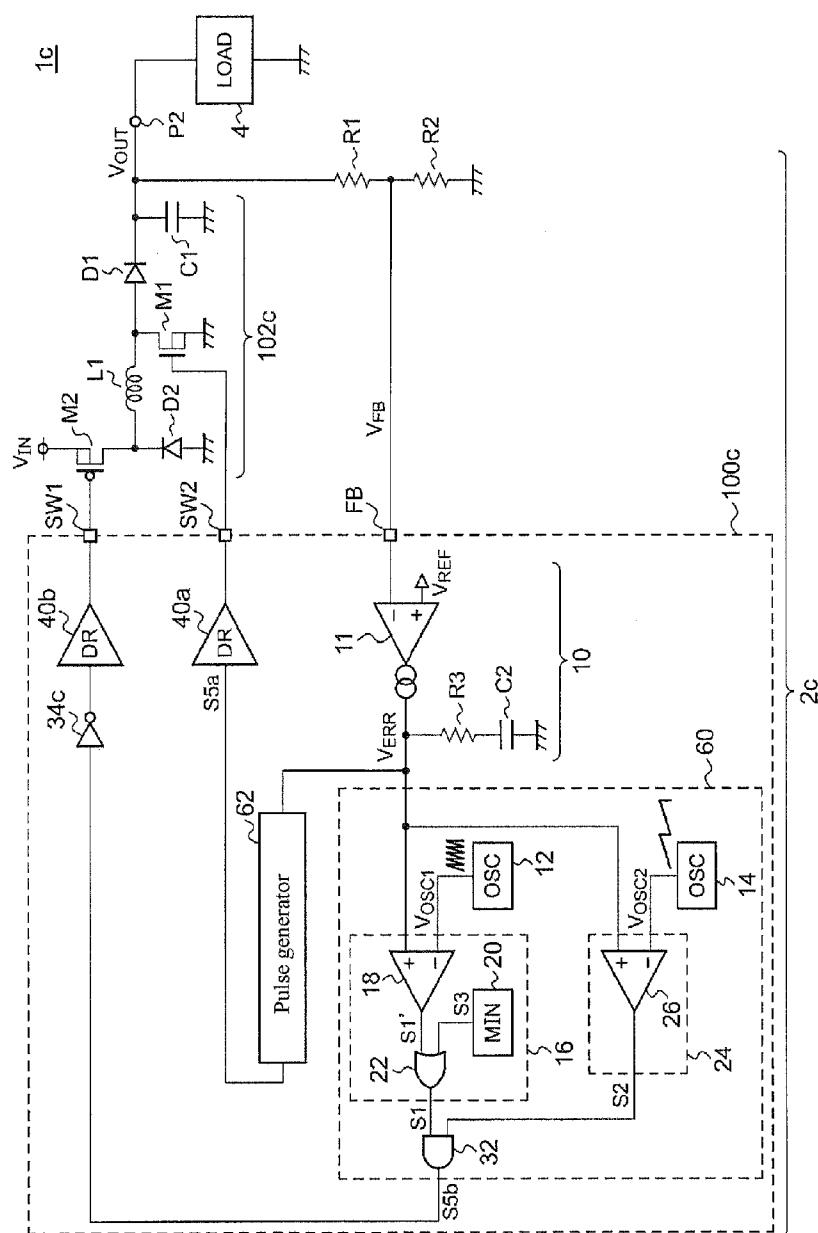 1c
VIN
SW1
M2
L1
D1
VOUT
P2
LOAD
4
40b
DR
34c
D2
M1
C1
102c
SW2
40a
DR
S5a
R1
R2
VFB
FB
100c
62
Pulse generator
11
−
+
VREF
VERR
R3
C2
10
2c
60
18
+
−
VOSC1
OSC
12
S1'
S3
MIN
20
22
S1
16
32
S5b
+
−
VOSC2
OSC
14
26
24
S2